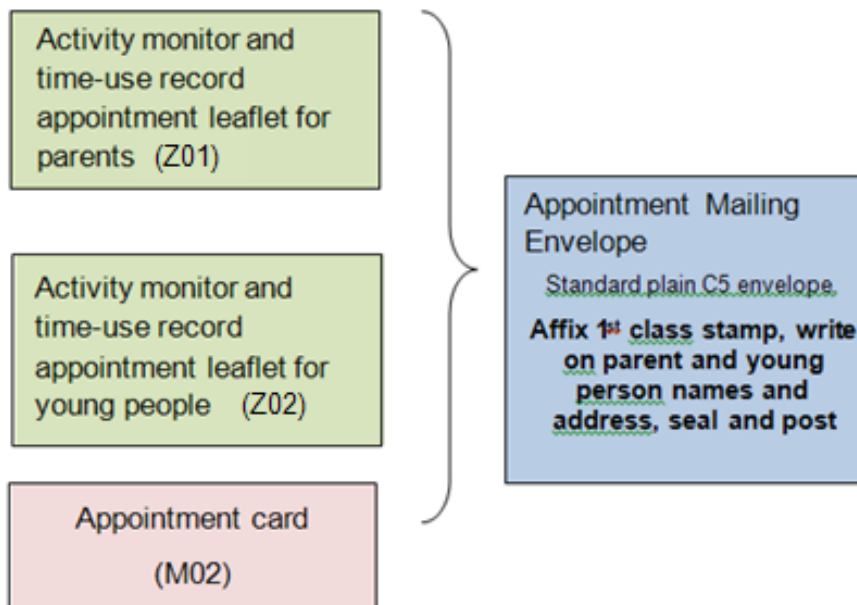 Activity monitor and
time-use record
appointment leaflet for
parents (Z01)
Activity monitor and
time-use record
appointment leaflet for
young people (Z02)
Appointment card
(M02)
Appointment Mailing
Envelope
Standard plain C5 envelope.
Affix 1st class stamp, write
on parent and young
person names and
address, seal and post